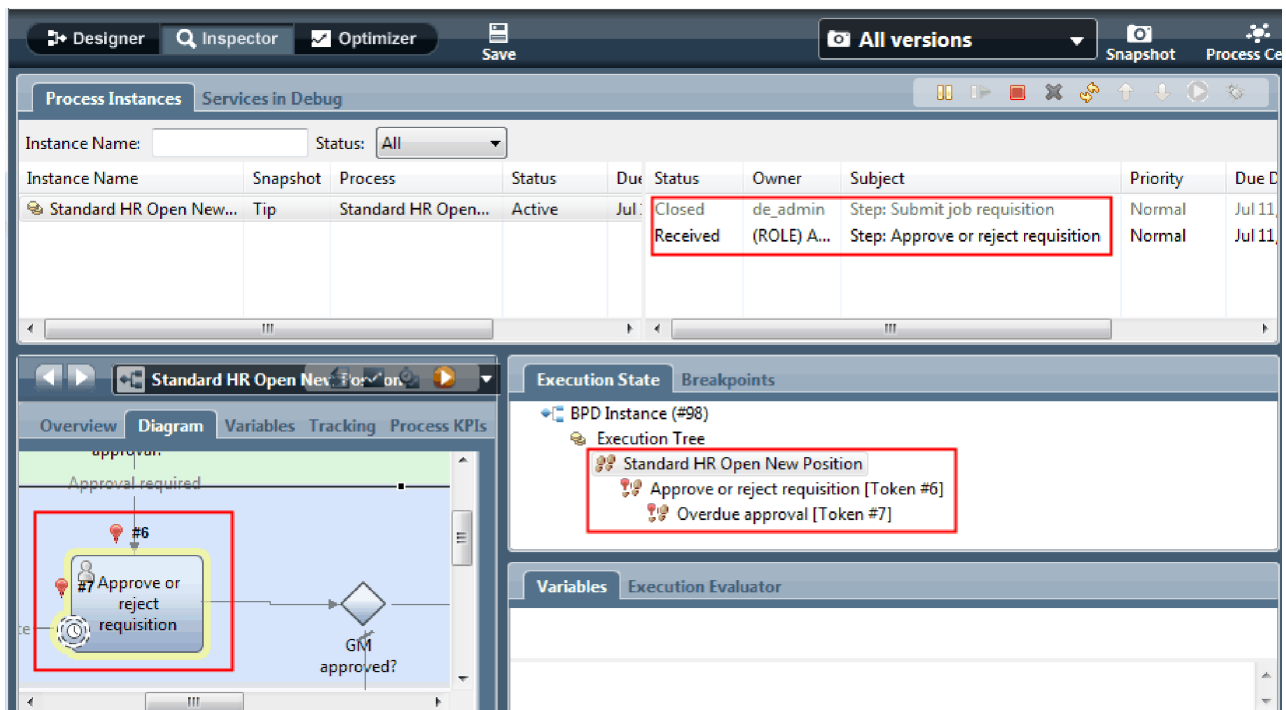 Designer Inspector Optimizer Save All versions Snapshot Process Ce
Process Instances Services in Debug
Instance Name: Status: All
Instance Name Snapshot Process Status Due Status Owner Subject Priority Due D
Standard HR Open New... Tip Standard HR Open... Active Jul Closed de_admin Step: Submit job requisition Normal Jul 11,
Received (ROLE) A... Step: Approve or reject requisition Normal Jul 11,
Standard HR Open New Position
Overview Diagram Variables Tracking Process KPIs
approval?
Approval required
#6
#7 Approve or
reject
requisition
GM
approved?
Execution State Breakpoints
BPD Instance (#98)
Execution Tree
Standard HR Open New Position
Approve or reject requisition [Token #6]
Overdue approval [Token #7]
Variables Execution Evaluator